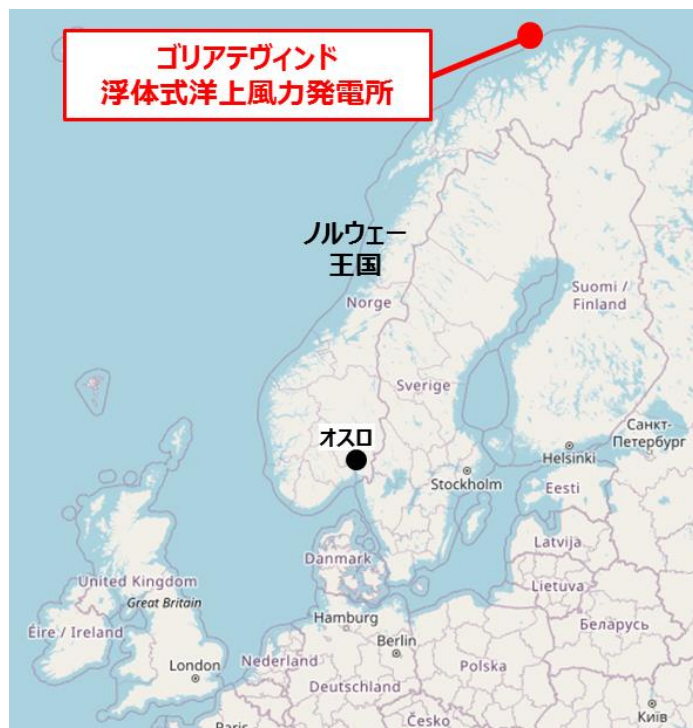 ゴリアテヴィンド
浮体式洋上風力発電所
ノルウェー
王国
Norge
Suomi /
Finland
Sverige
オスロ
Санкт-
Петербург
Helsinki
Stockholm
Eesti
Latvija
Danmark
Lietuva
United Kingdom
Great Britain
Беларусь
Éire / Ireland
Hamburg
Berlin
London
Nederland
Polska
Deutschland
Paris
Česko
Київ